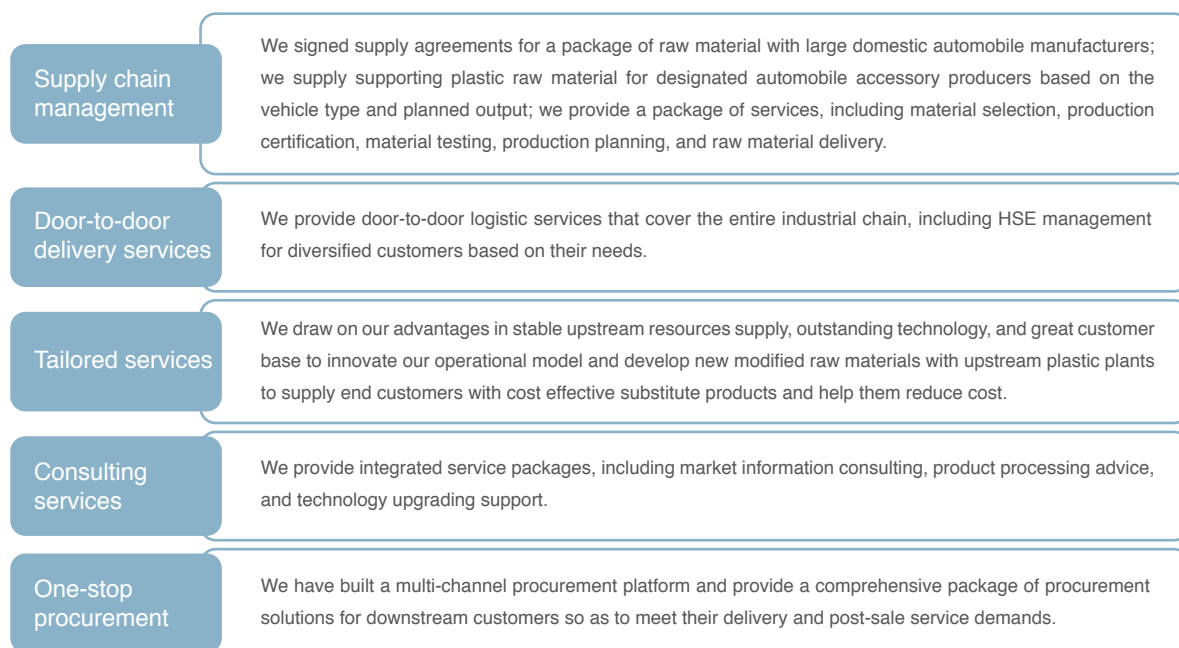 Supply chain
management
We signed supply agreements for a package of raw material with large domestic automobile manufacturers;
we supply supporting plastic raw material for designated automobile accessory producers based on the
vehicle type and planned output; we provide a package of services, including material selection, production
certification, material testing, production planning, and raw material delivery.
Door-to-door
delivery services
We provide door-to-door logistic services that cover the entire industrial chain, including HSE management
for diversified customers based on their needs.
Tailored services
We draw on our advantages in stable upstream resources supply, outstanding technology, and great customer
base to innovate our operational model and develop new modified raw materials with upstream plastic plants
to supply end customers with cost effective substitute products and help them reduce cost.
Consulting
services
We provide integrated service packages, including market information consulting, product processing advice,
and technology upgrading support.
One-stop
procurement
We have built a multi-channel procurement platform and provide a comprehensive package of procurement
solutions for downstream customers so as to meet their delivery and post-sale service demands.